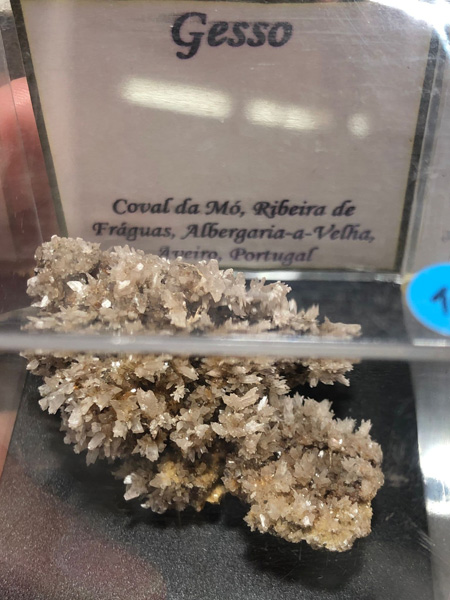 Gesso
Coval da Mó, Ribeira de
Fráguas, Albergaria-a-Velha,
Aveiro, Portugal